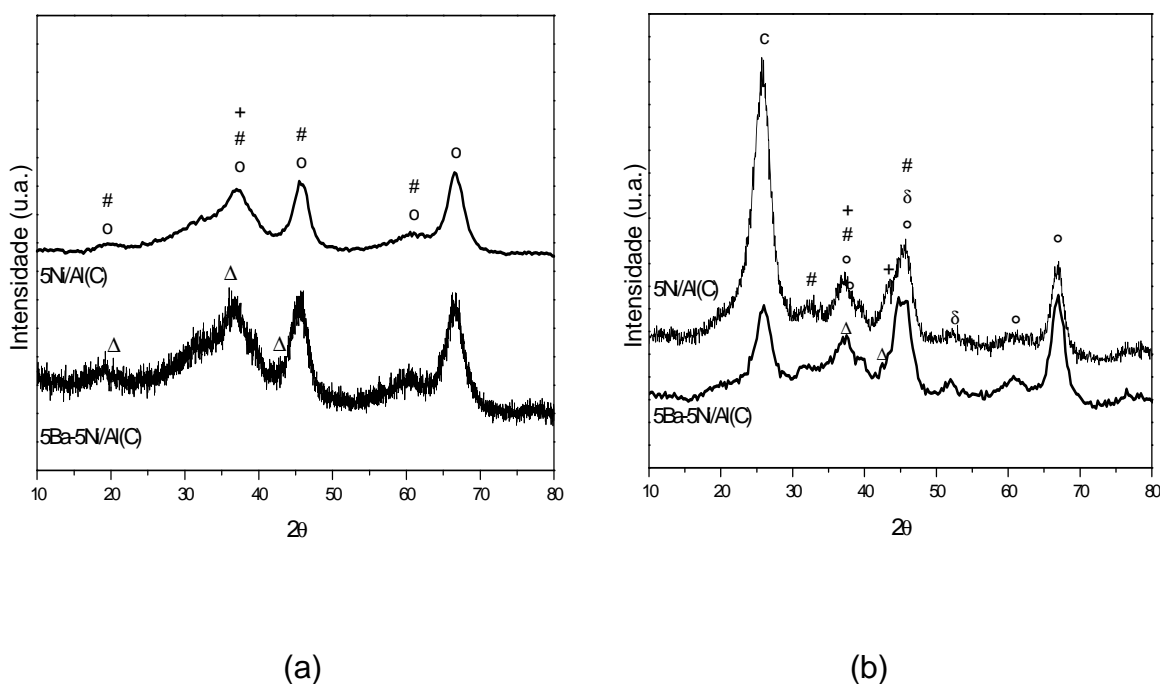 Intensidade (u.a.)
+
#
#
o
#
o
#
o
o
o
5Ni/Al(C)
Δ
Δ
Δ
5Ba-5Ni/Al(C)
10 20 30 40 50 60 70 80
2θ
(a)
Intensidade (u.a.)
c
#
δ
o
+
#
o
o
#
+
δ
o
o
5Ni/Al(C)
Δ
Δ
5Ba-5Ni/Al(C)
10 20 30 40 50 60 70 80
2θ
(b)